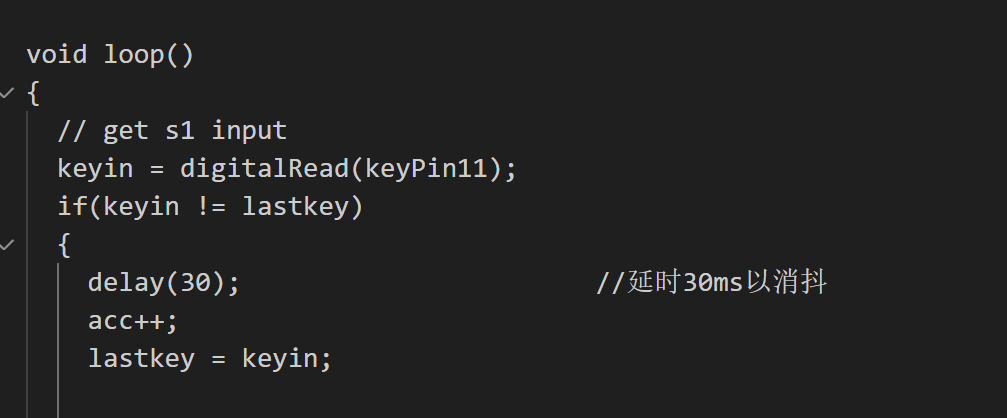 void loop()
{
// get s1 input
keyin = digitalRead(keyPin11);
if(keyin != lastkey)
{
delay(30); //延时30ms以消抖
acc++;
lastkey = keyin;